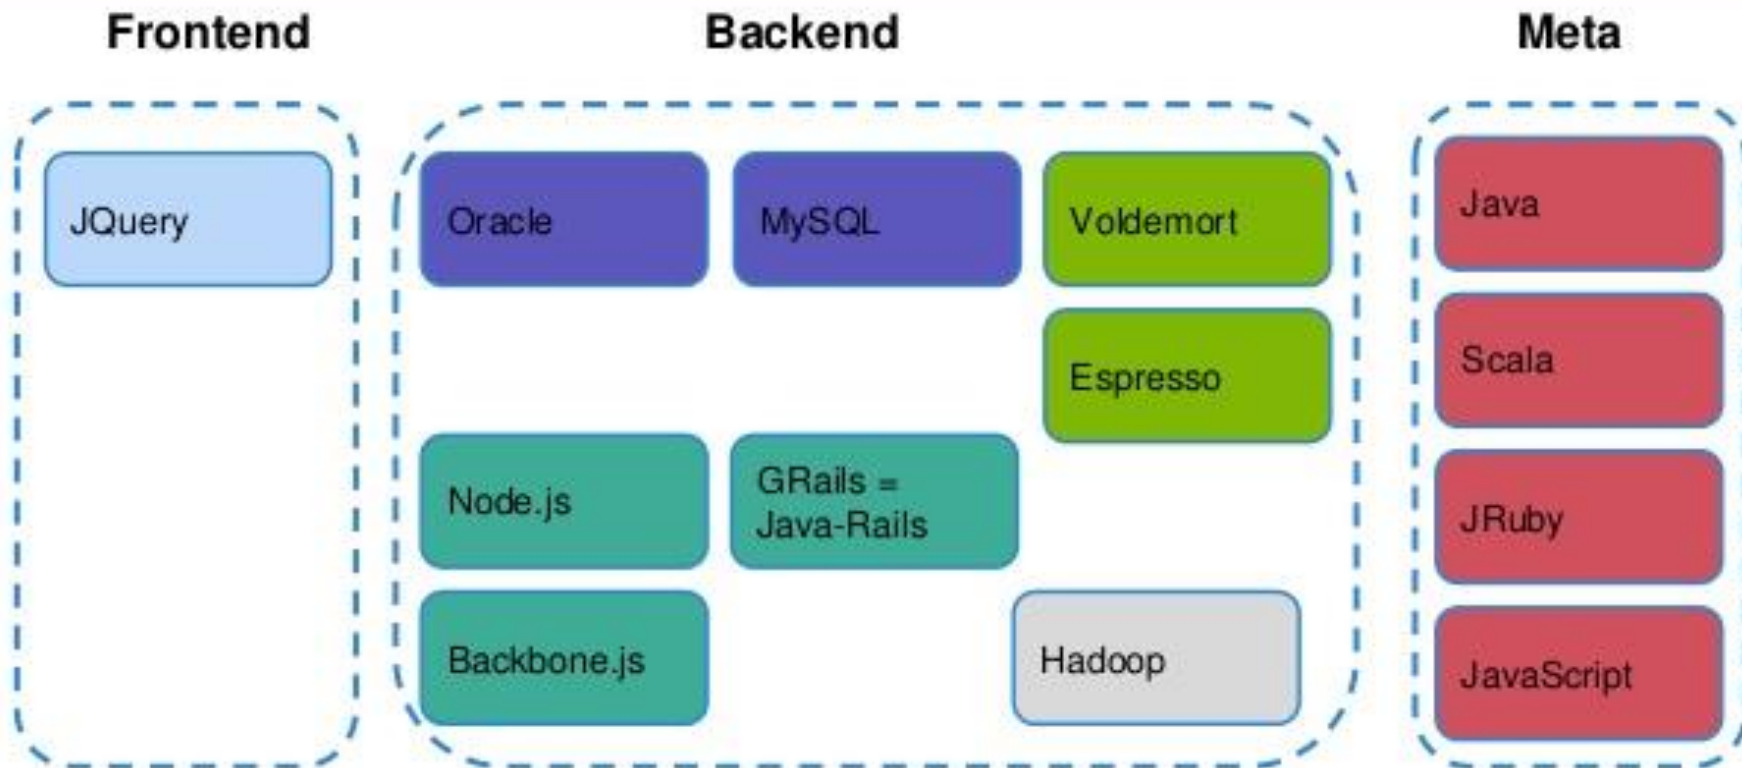 Frontend
Backend
Meta
JQuery
Oracle
MySQL
Voldemort
Espresso
Node.js
GRails =
Java-Rails
Backbone.js
Hadoop
Java
Scala
JRuby
JavaScript